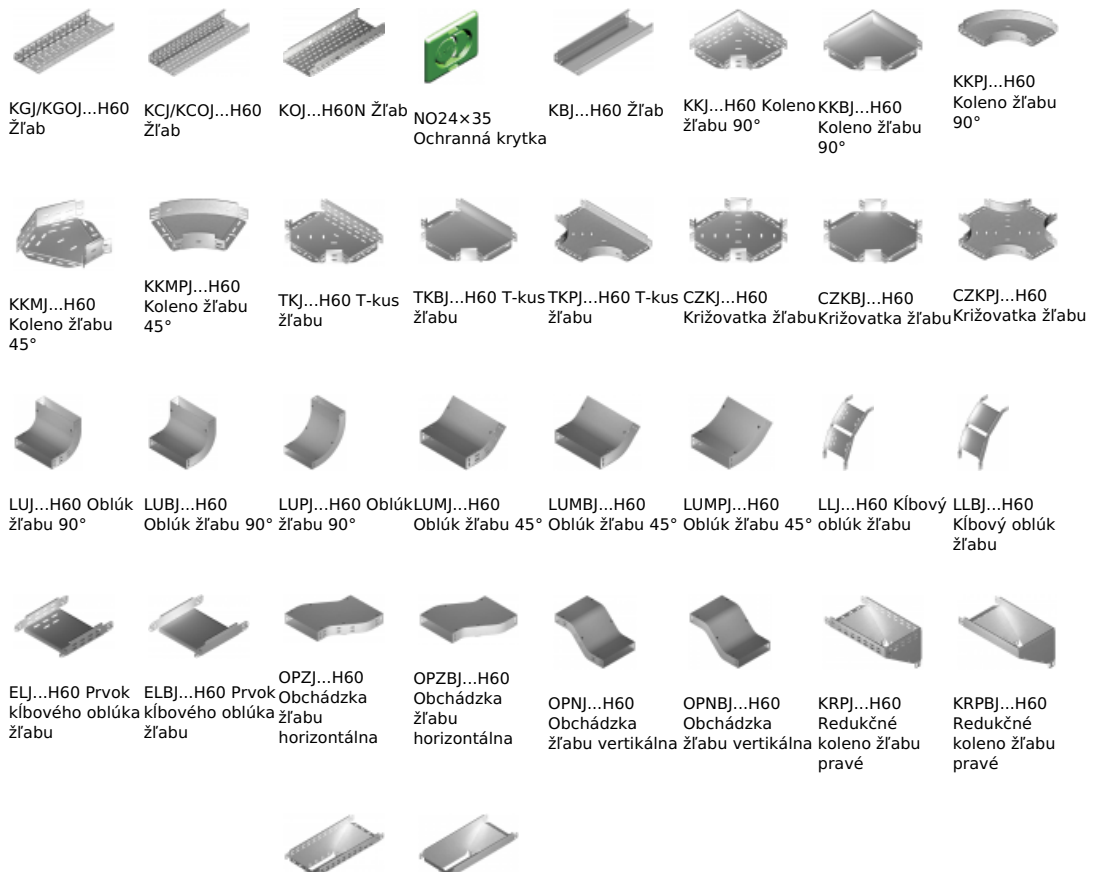 KGJ/KGOJ...H60
Žľab
KCJ/KCOJ...H60
Žľab
KOJ...H60N Žľab
NO24×35
Ochranná krytka
KBJ...H60 Žľab
KKJ...H60 Koleno
žľabu 90°
KKBJ...H60
Koleno žľabu
90°
KKPJ...H60
Koleno žľabu
90°
KKMJ...H60
Koleno žľabu
45°
KKMPJ...H60
Koleno žľabu
45°
TKJ...H60 T-kus
žľabu
TKBJ...H60 T-kus
žľabu
TKPJ...H60 T-kus
žľabu
CZKJ...H60
Križovatka žľabu
CZKBJ...H60
Križovatka žľabu
CZKPJ...H60
Križovatka žľabu
LUJ...H60 Oblúk
žľabu 90°
LUBJ...H60
Oblúk žľabu 90°
LUPJ...H60 Oblúk
žľabu 90°
LUMJ...H60
Oblúk žľabu 45°
LUMBJ...H60
Oblúk žľabu 45°
LUMPJ...H60
Oblúk žľabu 45°
LLJ...H60 Kĺbový
oblúk žľabu
LLBJ...H60
Kĺbový oblúk
žľabu
ELJ...H60 Prvok
kĺbového oblúka
žľabu
ELBJ...H60 Prvok
kĺbového oblúka
žľabu
OPZJ...H60
Obchádzka
žľabu
horizontálna
OPZBJ...H60
Obchádzka
žľabu
horizontálna
OPNJ...H60
Obchádzka
žľabu vertikálna
OPNBJ...H60
Obchádzka
žľabu vertikálna
KRPJ...H60
Redukčné
koleno žľabu
pravé
KRPBJ...H60
Redukčné
koleno žľabu
pravé